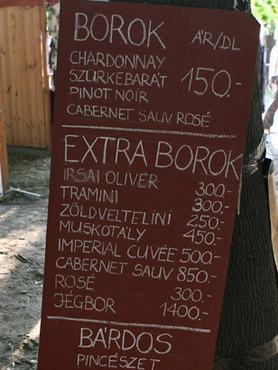 BOROK ÁR/DL
CHARDONNAY
SZÜRKEBARÁT 150.-
PINOT NOIR
CABERNET SAUV ROSÉ
EXTRA BOROK
IRSAI OLIVÉR 300.-
TRAMINI 300.-
ZÖLDVELTELINI 250.-
MUSKOTÁLY 450.-
IMPERIAL CUVÉE 500.-
CABERNET SAUV 850.-
ROSÉ 300.-
JÉGBOR 1400.-
BÁRDOS
PINCÉSZET